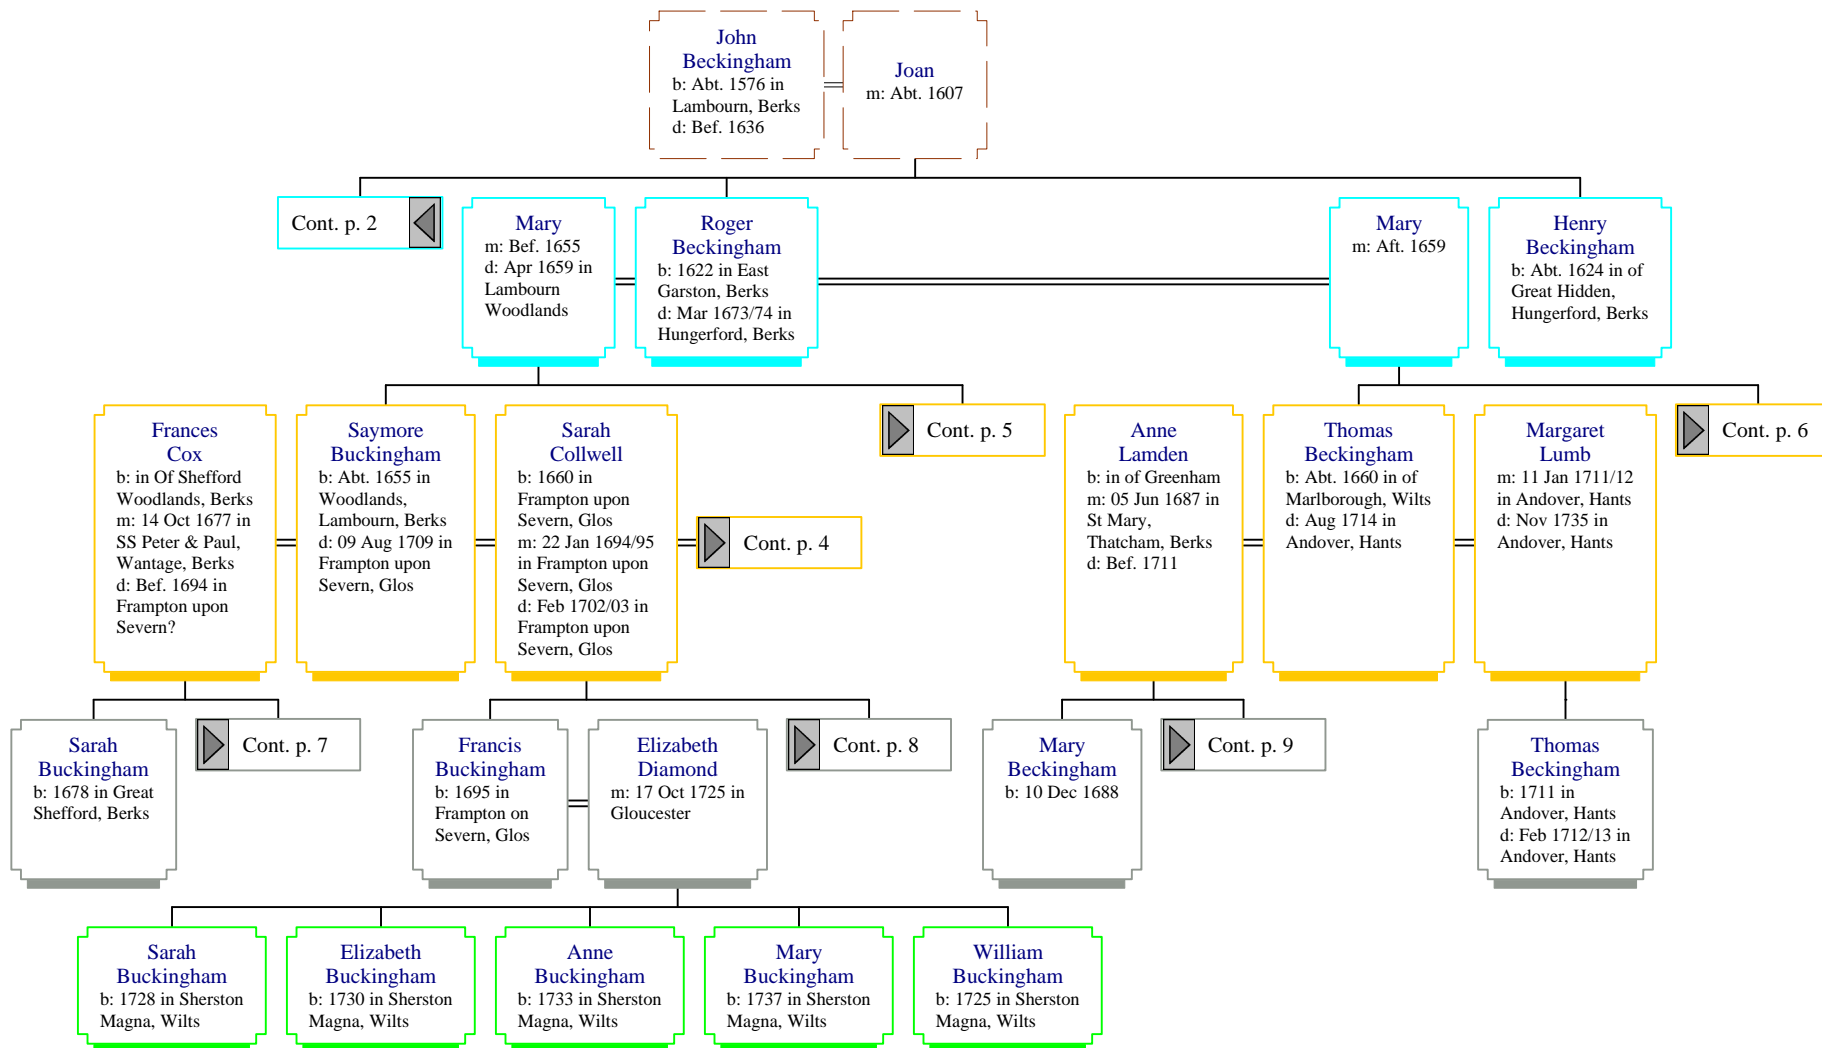 John
Beckingham
b: Abt. 1576 in
Lambourn, Berks
d: Bef. 1636
Joan
m: Abt. 1607
Cont. p. 2
Mary
m: Bef. 1655
d: Apr 1659 in
Lambourn
Woodlands
Roger
Beckingham
b: 1622 in East
Garston, Berks
d: Mar 1673/74 in
Hungerford, Berks
Mary
m: Aft. 1659
Henry
Beckingham
b: Abt. 1624 in of
Great Hidden,
Hungerford, Berks
Frances
Cox
b: in Of Shefford
Woodlands, Berks
m: 14 Oct 1677 in
SS Peter & Paul,
Wantage, Berks
d: Bef. 1694 in
Frampton upon
Severn?
Saymore
Buckingham
b: Abt. 1655 in
Woodlands,
Lambourn, Berks
d: 09 Aug 1709 in
Frampton upon
Severn, Glos
Sarah
Collwell
b: 1660 in
Frampton upon
Severn, Glos
m: 22 Jan 1694/95
in Frampton upon
Severn, Glos
d: Feb 1702/03 in
Frampton upon
Severn, Glos
Cont. p. 4
Cont. p. 5
Anne
Lamden
b: in of Greenham
m: 05 Jun 1687 in
St Mary,
Thatcham, Berks
d: Bef. 1711
Thomas
Beckingham
b: Abt. 1660 in of
Marlborough, Wilts
d: Aug 1714 in
Andover, Hants
Margaret
Lumb
m: 11 Jan 1711/12
in Andover, Hants
d: Nov 1735 in
Andover, Hants
Cont. p. 6
Sarah
Buckingham
b: 1678 in Great
Shefford, Berks
Cont. p. 7
Francis
Buckingham
b: 1695 in
Frampton on
Severn, Glos
Elizabeth
Diamond
m: 17 Oct 1725 in
Gloucester
Cont. p. 8
Mary
Beckingham
b: 10 Dec 1688
Cont. p. 9
Thomas
Beckingham
b: 1711 in
Andover, Hants
d: Feb 1712/13 in
Andover, Hants
Sarah
Buckingham
b: 1728 in Sherston
Magna, Wilts
Elizabeth
Buckingham
b: 1730 in Sherston
Magna, Wilts
Anne
Buckingham
b: 1733 in Sherston
Magna, Wilts
Mary
Buckingham
b: 1737 in Sherston
Magna, Wilts
William
Buckingham
b: 1725 in Sherston
Magna, Wilts